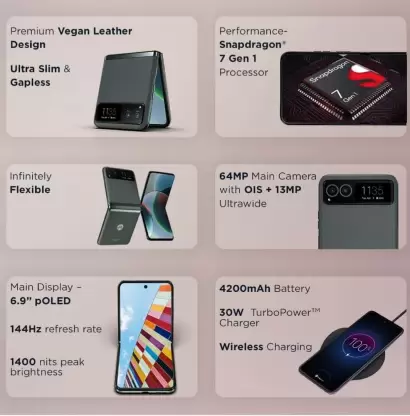 Premium Vegan Leather
Design
Ultra Slim &
Gapless
Performance-
Snapdragon®
7 Gen 1
Processor
Snapdragon
7
Gen 1
Infinitely
Flexible
64MP Main Camera
with OIS + 13MP
Ultrawide
11:35
Main Display –
6.9" pOLED
144Hz refresh rate
1400 nits peak
brightness
4200mAh Battery
30W TurboPower™
Charger
Wireless Charging
100%